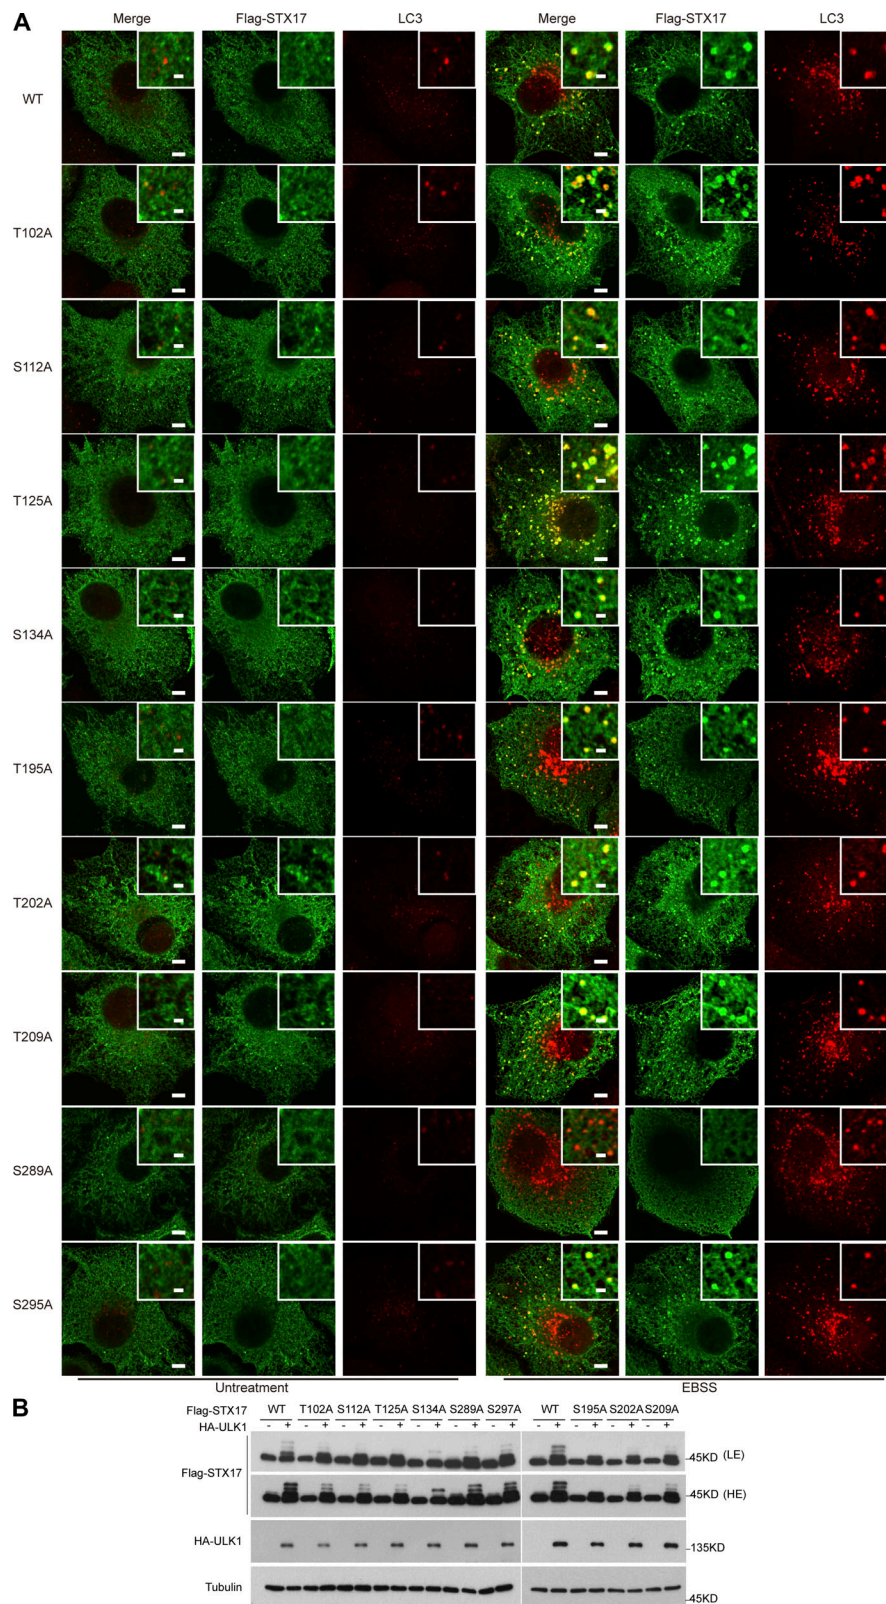 A
Merge Flag-STX17 LC3 Merge Flag-STX17 LC3
WT
T102A
S112A
T125A
S134A
T195A
T202A
T209A
S289A
S295A
Untreatment EBSS
B
Flag-STX17 WT T102A S112A T125A S134A S289A S297A WT S195A S202A S209A
HA-ULK1 - + - + - + - + - + - + - + - + - + - + - +
45KD (LE)
Flag-STX17
45KD (HE)
HA-ULK1 135KD
Tubulin
45KD